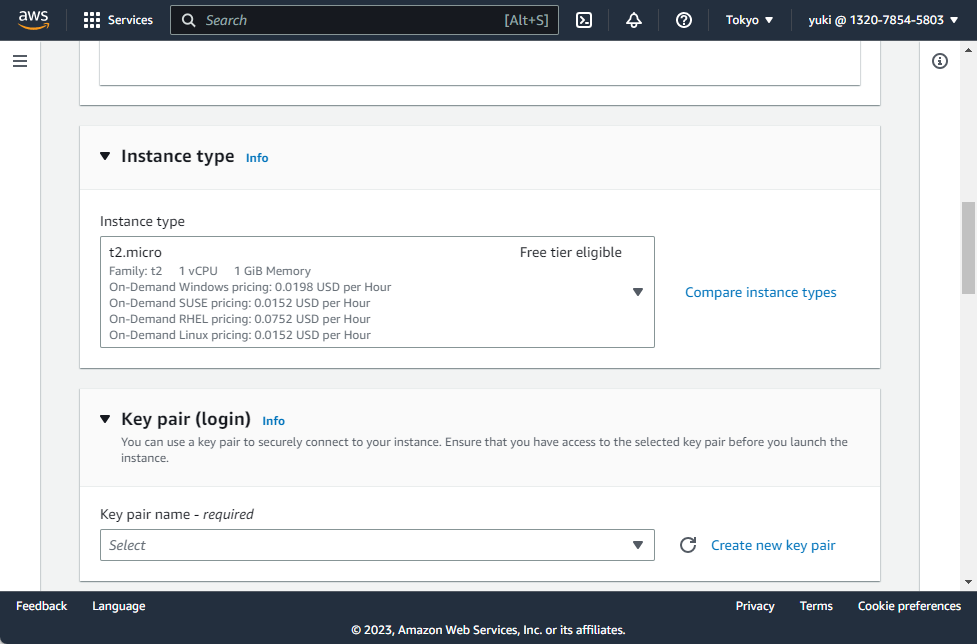 aws
Services
Search [Alt+S]
Tokyo
yuki @ 1320-7854-5803
Instance type Info
Instance type
t2.micro Free tier eligible
Family: t2 1 vCPU 1 GiB Memory
On-Demand Windows pricing: 0.0198 USD per Hour
On-Demand SUSE pricing: 0.0152 USD per Hour
On-Demand RHEL pricing: 0.0752 USD per Hour
On-Demand Linux pricing: 0.0152 USD per Hour
Compare instance types
Key pair (login) Info
You can use a key pair to securely connect to your instance. Ensure that you have access to the selected key pair before you launch the
instance.
Key pair name - required
Select
Create new key pair
Feedback Language Privacy Terms Cookie preferences
© 2023, Amazon Web Services, Inc. or its affiliates.